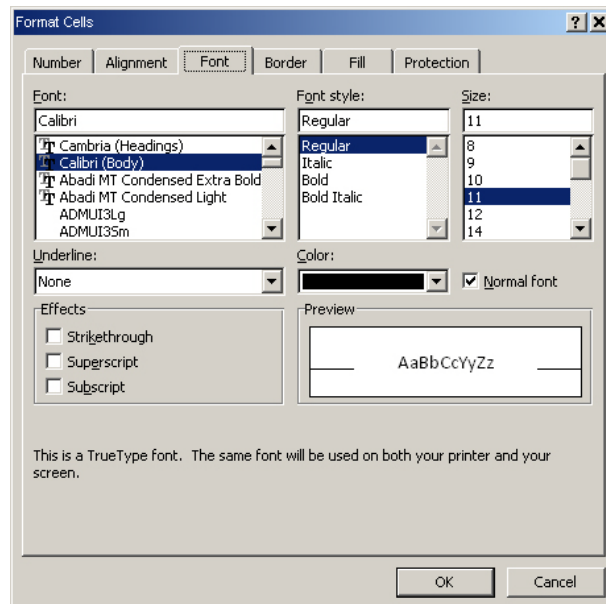 Format Cells
Number Alignment Font Border Fill Protection
Font: Font style: Size:
Calibri Regular 11
Cambria (Headings) Regular 8
Calibri (Body) Italic 9
Abadi MT Condensed Extra Bold Bold 10
Abadi MT Condensed Light Bold Italic 11
ADMUI3Lg 12
ADMUI3Sm 14
Underline: Color:
None Normal font
Effects Preview
Strikethrough
Superscript AaBbCcYyZz
Subscript
This is a TrueType font. The same font will be used on both your printer and your
screen.
OK Cancel